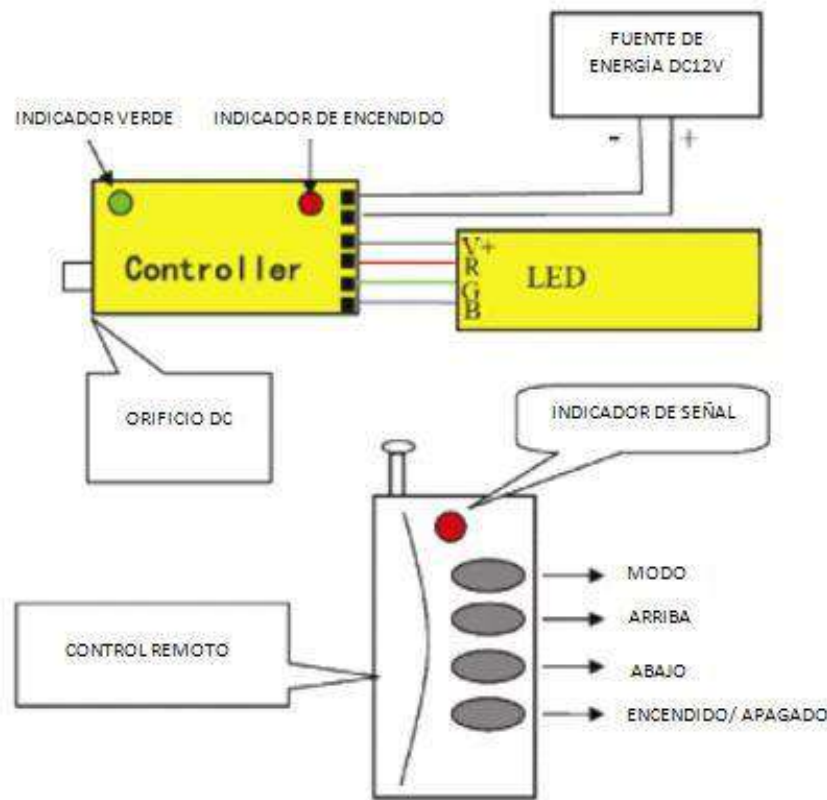 FUENTE DE
ENERGÍA DC12V
INDICADOR VERDE
INDICADOR DE ENCENDIDO
- +
Controller
V+
R
G
B
LED
ORIFICIO DC
INDICADOR DE SEÑAL
MODO
ARRIBA
CONTROL REMOTO
ABAJO
ENCENDIDO/ APAGADO